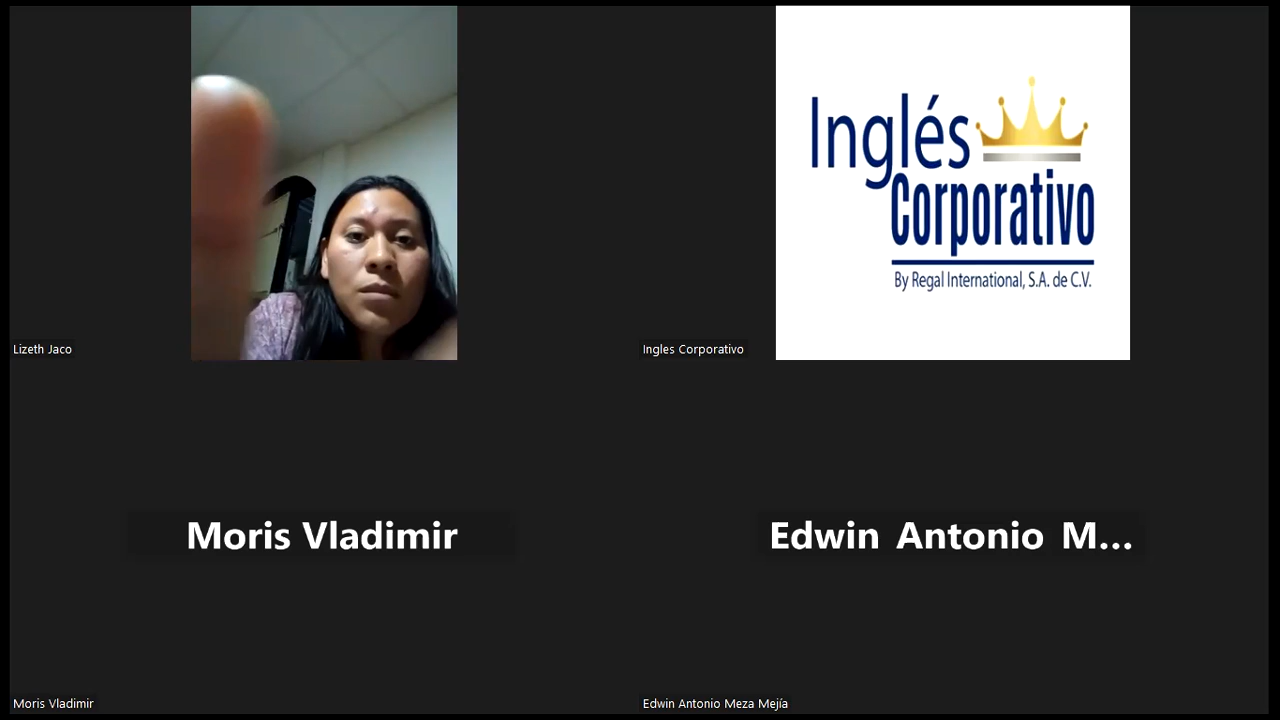 Inglés
Corporativo
By Regal International, S.A. de C.V.
Lizeth Jaco
Ingles Corporativo
Moris Vladimir
Edwin Antonio M...
Moris Vladimir
Edwin Antonio Meza Mejía